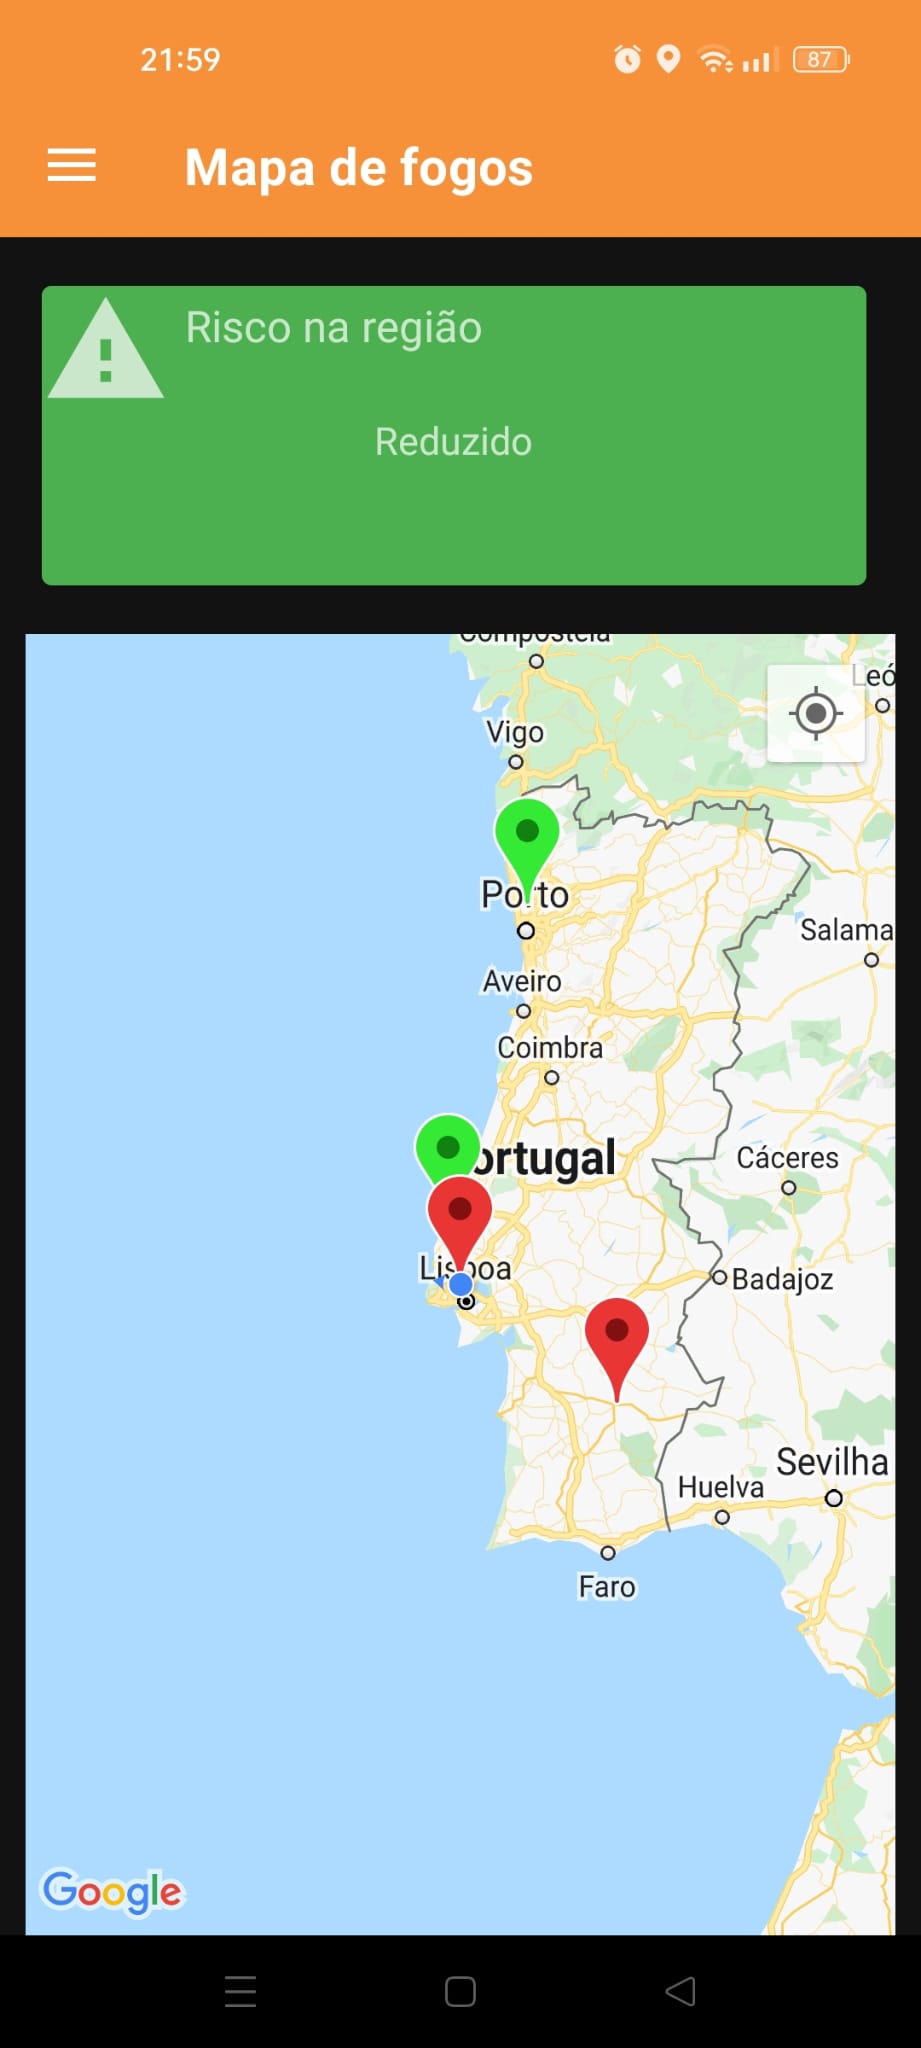 21:59
87
Mapa de fogos
Risco na região
Reduzido
Compostela
Leó
Vigo
Porto
Salama
Aveiro
Coimbra
ortugal
Cáceres
Lisboa
Badajoz
Sevilha
Huelva
Faro
Google